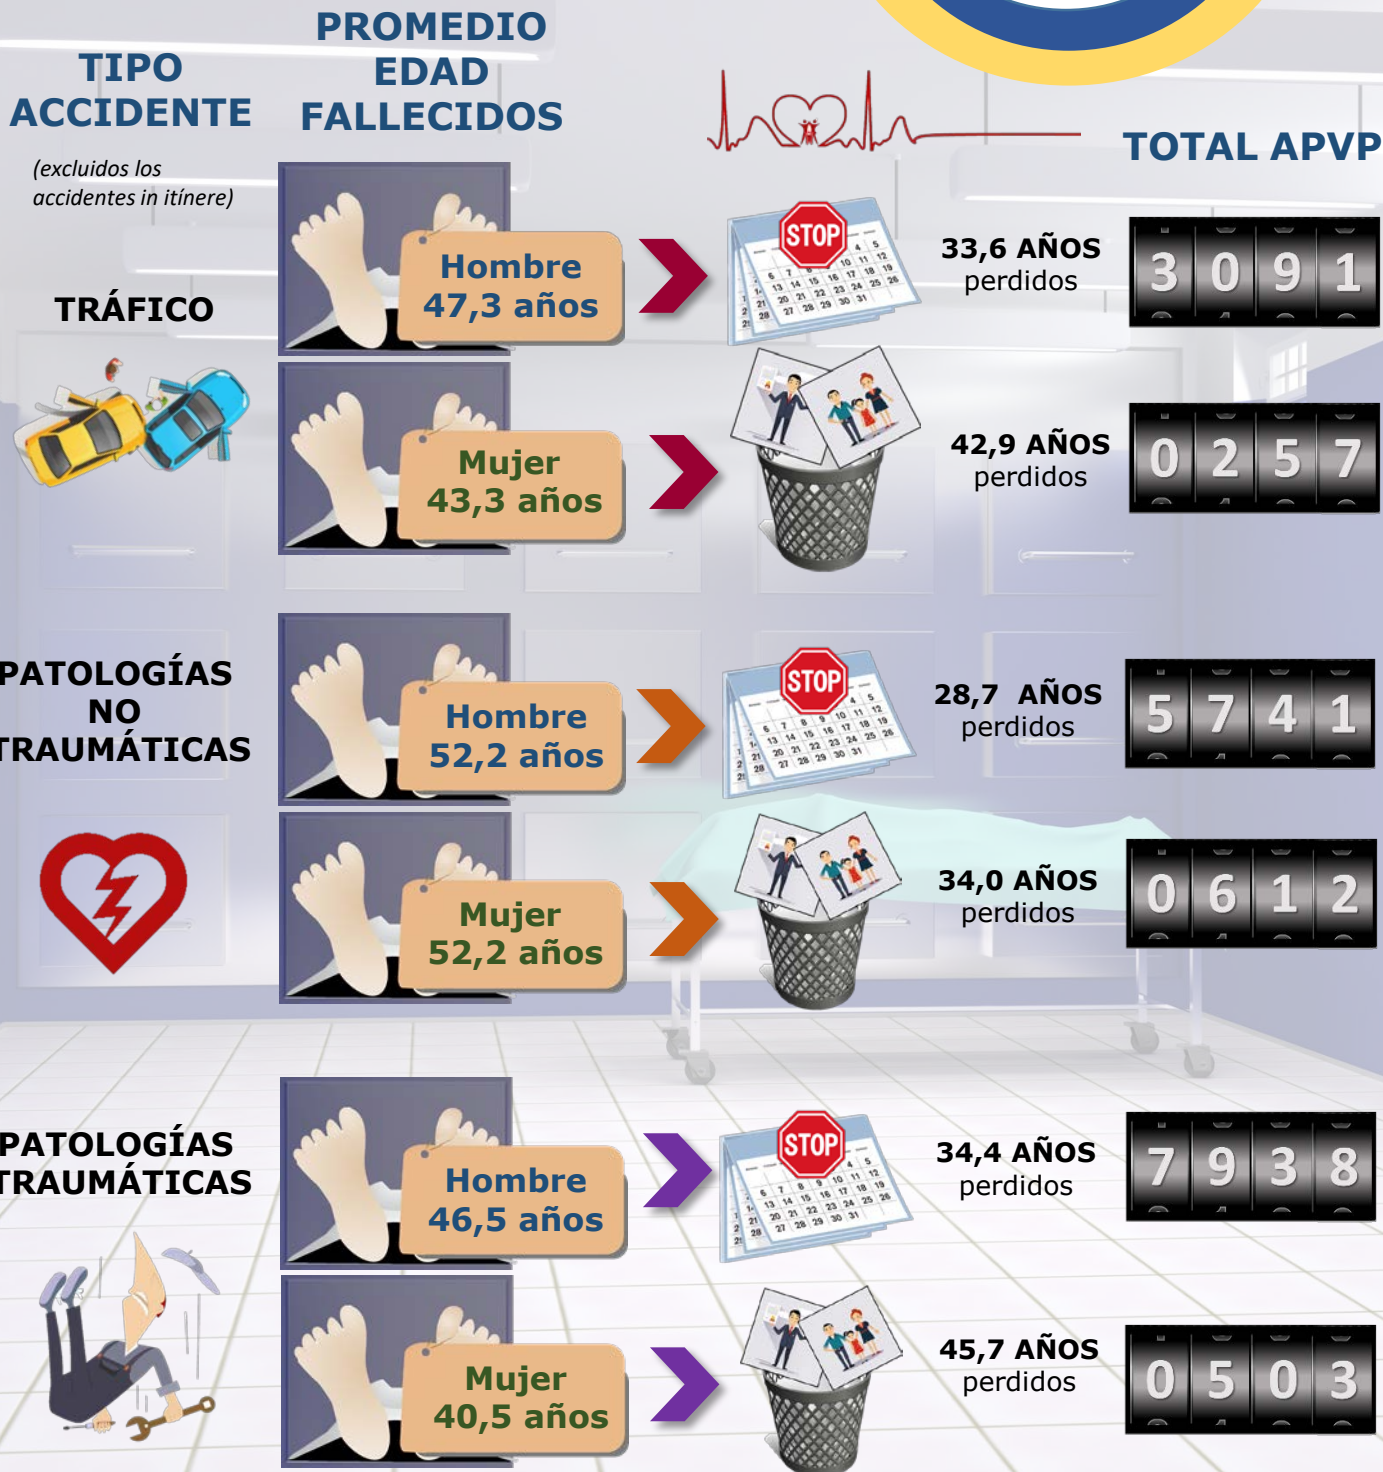 TIPO
ACCIDENTE
(excluidos los
accidentes in itínere)
PROMEDIO
EDAD
FALLECIDOS
TOTAL APVP
TRÁFICO
Hombre
47,3 años
STOP
33,6 AÑOS
perdidos
3 0 9 1
Mujer
43,3 años
42,9 AÑOS
perdidos
0 2 5 7
PATOLOGÍAS
NO
TRAUMÁTICAS
Hombre
52,2 años
STOP
28,7 AÑOS
perdidos
5 7 4 1
Mujer
52,2 años
34,0 AÑOS
perdidos
0 6 1 2
PATOLOGÍAS
TRAUMÁTICAS
Hombre
46,5 años
STOP
34,4 AÑOS
perdidos
7 9 3 8
Mujer
40,5 años
45,7 AÑOS
perdidos
0 5 0 3